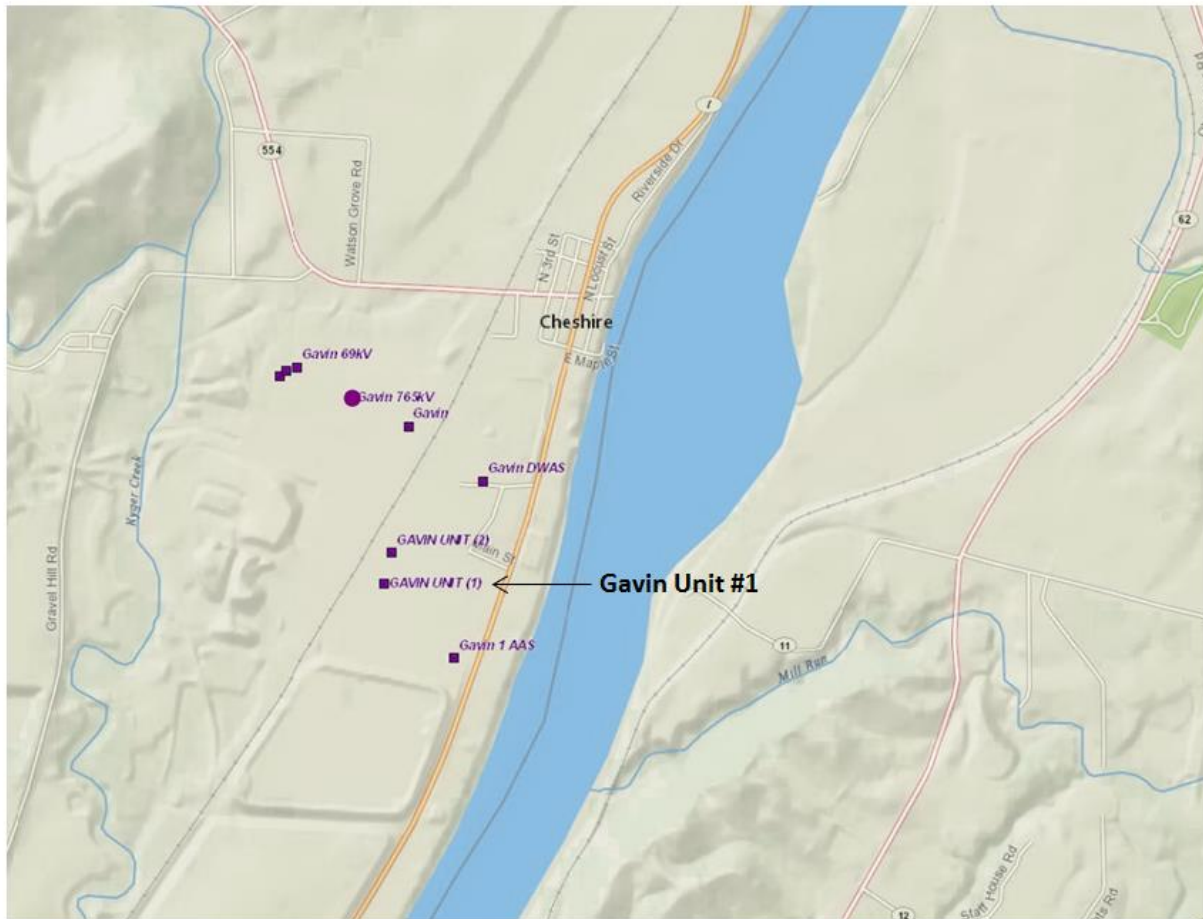 7
554
Riverside Dr
Watson Grove Rd
62
N 3rd St
N Locust St
Cheshire
E Maple St
Gavin 69kV
Gavin 765kV
Gavin
Gavin DWAS
Kyger Creek
GAVIN UNIT (2)
Main St
GAVIN UNIT (1)
Gavin Unit #1
Gravel Hill Rd
Gavin 1 AAS
11
Mill Run
Staff House Rd
12